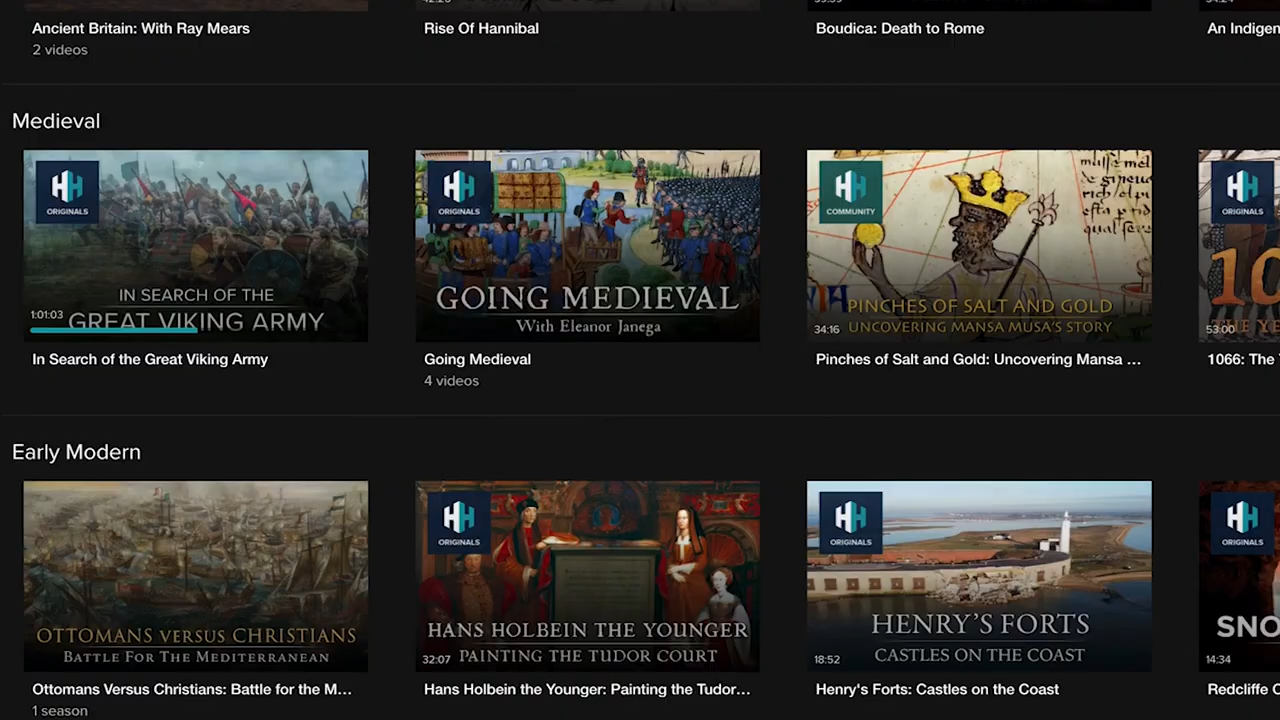 Ancient Britain: With Ray Mears
Rise Of Hannibal
Boudica: Death to Rome
An Indigen
2 videos
Medieval
ORIGINALS
ORIGINALS
COMMUNITY
ORIGINALS
IN SEARCH OF THE
GREAT VIKING ARMY
1:01:03
GOING MEDIEVAL
With Eleanor Janega
PINCHES OF SALT AND GOLD
UNCOVERING MANSA MUSA'S STORY
34:16
10
THE YE
53:00
In Search of the Great Viking Army
Going Medieval
Pinches of Salt and Gold: Uncovering Mansa ...
1066: The
4 videos
Early Modern
ORIGINALS
ORIGINALS
ORIGINALS
OTTOMANS VERSUS CHRISTIANS
BATTLE FOR THE MEDITERRANEAN
HANS HOLBEIN THE YOUNGER
PAINTING THE TUDOR COURT
32:07
HENRY'S FORTS
CASTLES ON THE COAST
18:52
SNO
14:34
Ottomans Versus Christians: Battle for the M...
Hans Holbein the Younger: Painting the Tudor...
Henry's Forts: Castles on the Coast
Redcliffe C
1 season